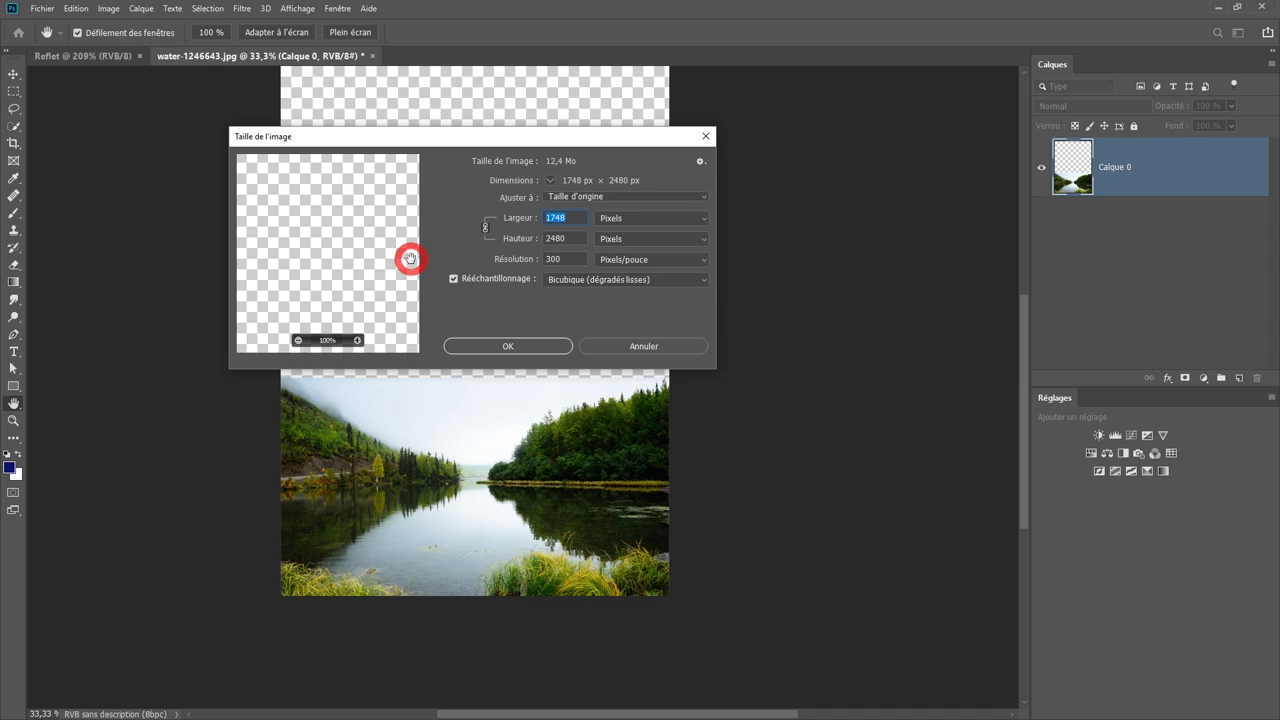 Ps Fichier Edition Image Calque Texte Sélection Filtre 3D Affichage Fenêtre Aide
Défilement des fenêtres 100 % Adapter à l'écran Plein écran
Reflet @ 209% (RVB/8) × water-1246643.jpg @ 33,3% (Calque 0, RVB/8#) * ×
Calques
Type
Normal Opacité : 100 %
Verrou : Fond : 100 %
Calque 0
Taille de l'image
Taille de l'image : 12,4 Mo
Dimensions : 1748 px × 2480 px
Ajuster à : Taille d'origine
Largeur : 1748 Pixels
Hauteur : 2480 Pixels
Résolution : 300 Pixels/pouce
Rééchantillonnage : Bicubique (dégradés lisses)
100%
OK Annuler
Réglages
Ajouter un réglage
33,33 % RVB sans description (8bpc)